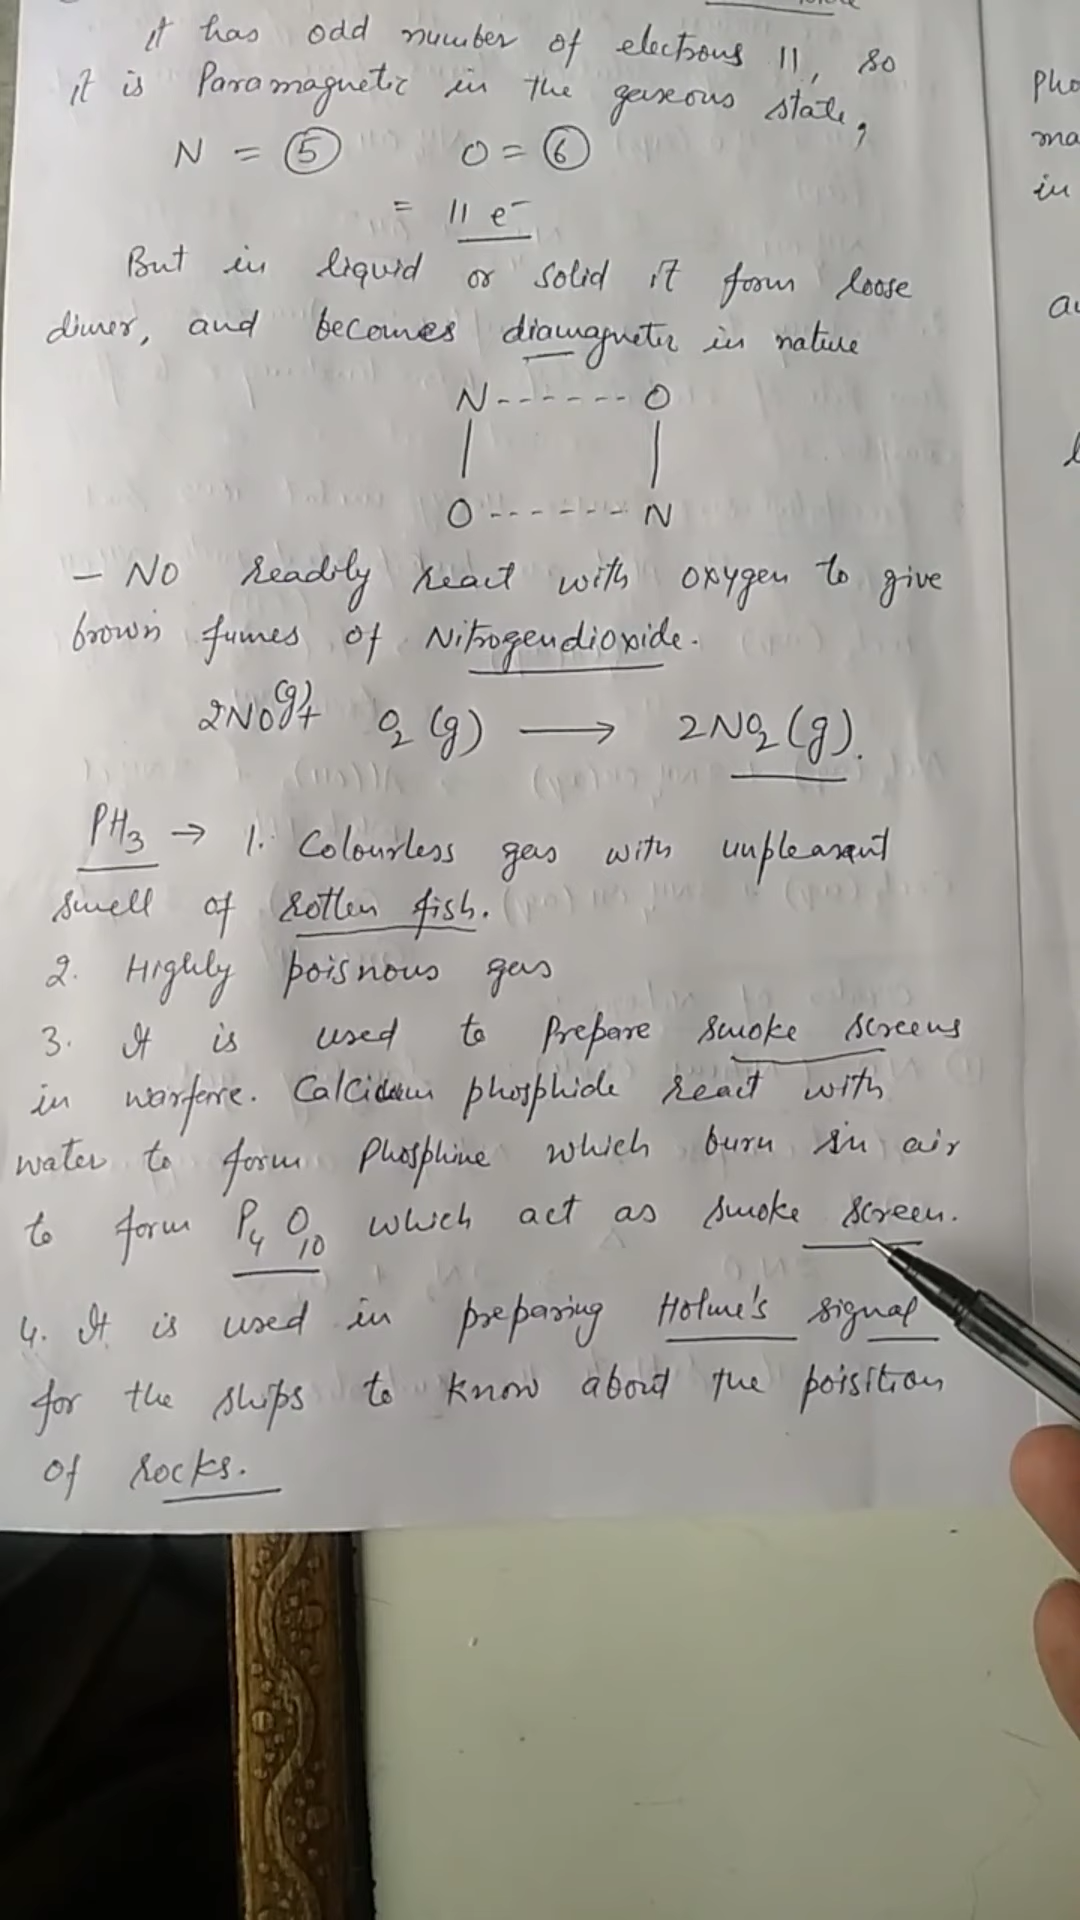 it has odd number of electrons 11, so
it is Paramagnetic in the gaseous state,
N = 5 O = 6
= 11 e⁻
But in liquid or solid it form loose
dimer, and becomes diamagnetic in nature
N------O
| |
O------N
- NO readily react with oxygen to give
brown fumes of Nitrogendioxide.
2NO(g)+ O₂(g) ⟶ 2NO₂(g).
PH₃ → 1. Colourless gas with unpleasant
smell of rotten fish.
2. Highly poisnous gas
3. It is used to Prepare smoke screens
in warfere. Calcium phosphide react with
water to form Phosphine which burn in air
to form P₄O₁₀ which act as smoke screen.
4. It is used in preparing Holme's signal
for the ships to know about the poisition
of rocks.
Pho
ma
in